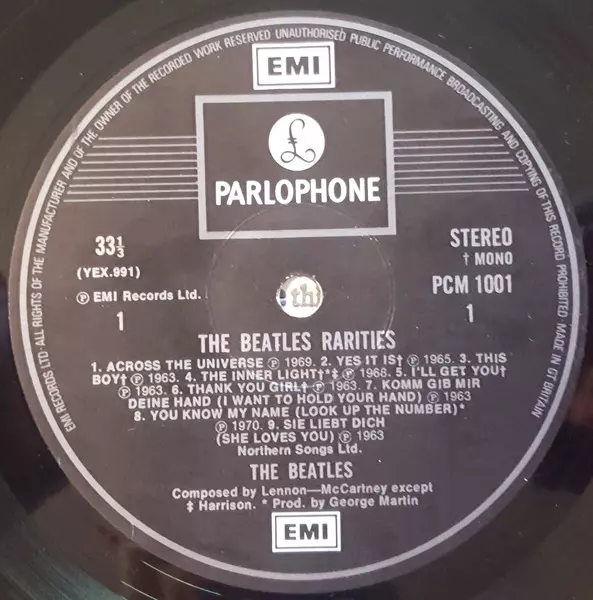 EMI RECORDS LTD · ALL RIGHTS OF THE MANUFACTURER AND OF THE OWNER OF THE RECORDED WORK RESERVED UNAUTHORISED PUBLIC PERFORMANCE BROADCASTING AND COPYING OF THIS RECORD PROHIBITED · MADE IN GT BRITAIN
EMI
£
PARLOPHONE
33⅓
STEREO
† MONO
(YEX.991)
PCM 1001
℗ EMI Records Ltd.
1
1
THE BEATLES RARITIES
1. ACROSS THE UNIVERSE ℗ 1969. 2. YES IT IS† ℗ 1965. 3. THIS
BOY† ℗ 1963. 4. THE INNER LIGHT†*‡ ℗ 1968. 5. I'LL GET YOU†
℗ 1963. 6. THANK YOU GIRL† ℗ 1963. 7. KOMM GIB MIR
DEINE HAND (I WANT TO HOLD YOUR HAND) ℗ 1963
8. YOU KNOW MY NAME (LOOK UP THE NUMBER)*
℗ 1970. 9. SIE LIEBT DICH
(SHE LOVES YOU) ℗ 1963
Northern Songs Ltd.
THE BEATLES
Composed by Lennon—McCartney except
‡ Harrison. * Prod. by George Martin
EMI